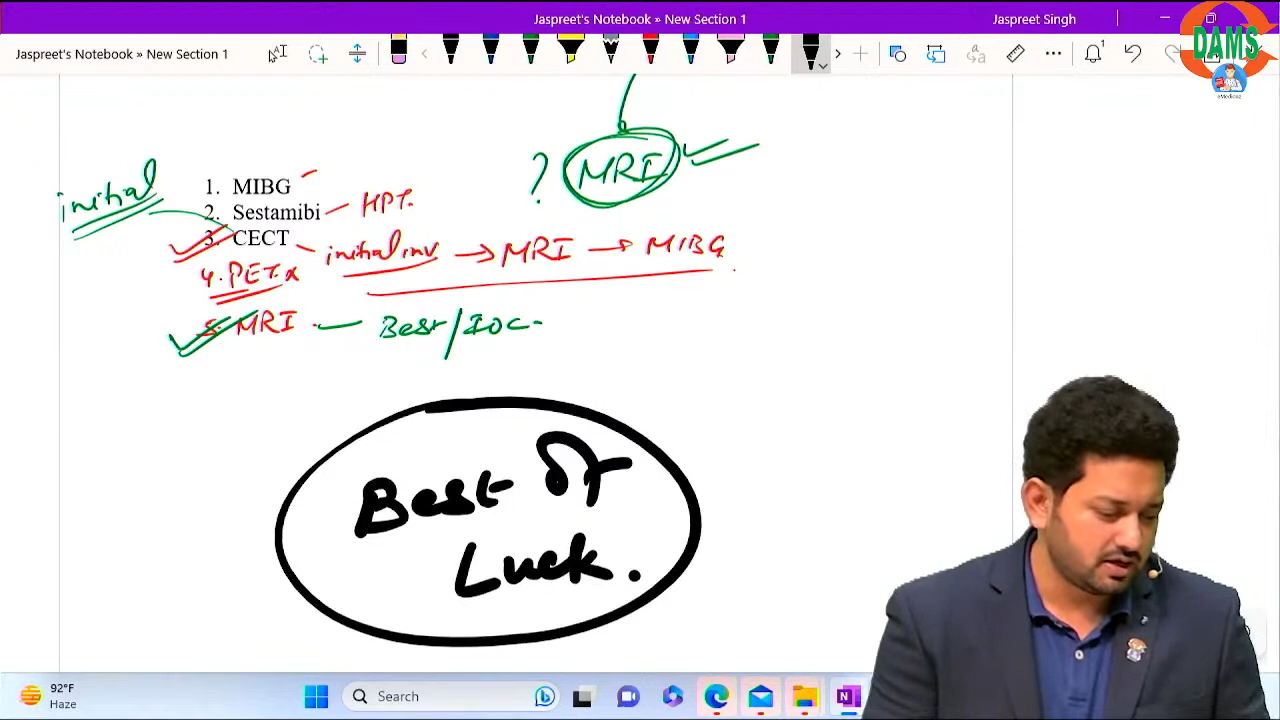 Jaspreet's Notebook » New Section 1
Jaspreet Singh
Jaspreet's Notebook » New Section 1
DAMS
eMedicoz
? MRI
initial
1. MIBG
2. Sestamibi - HPT.
3. CECT - initial inv → MRI → MIBG
4. PET. x
5. MRI - Best/IOC-
Best of
Luck.
92°F
Haze
Search